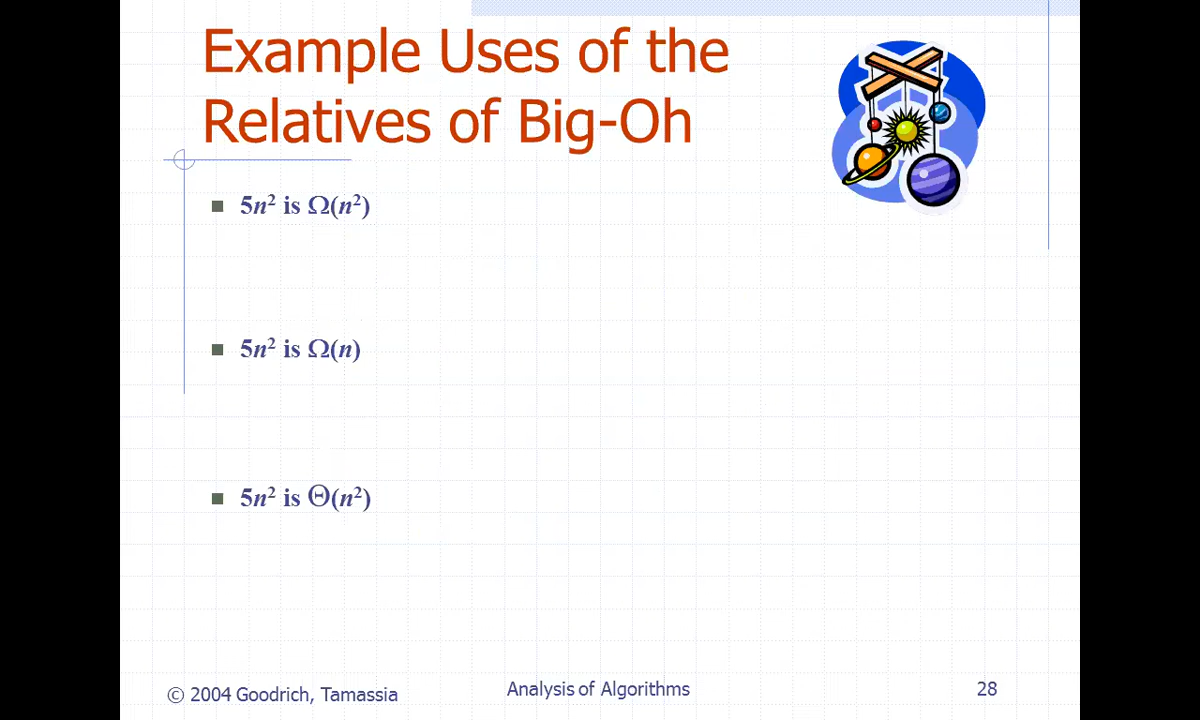 Example Uses of the
Relatives of Big-Oh
5n² is Ω(n²)
5n² is Ω(n)
5n² is Θ(n²)
© 2004 Goodrich, Tamassia
Analysis of Algorithms
28